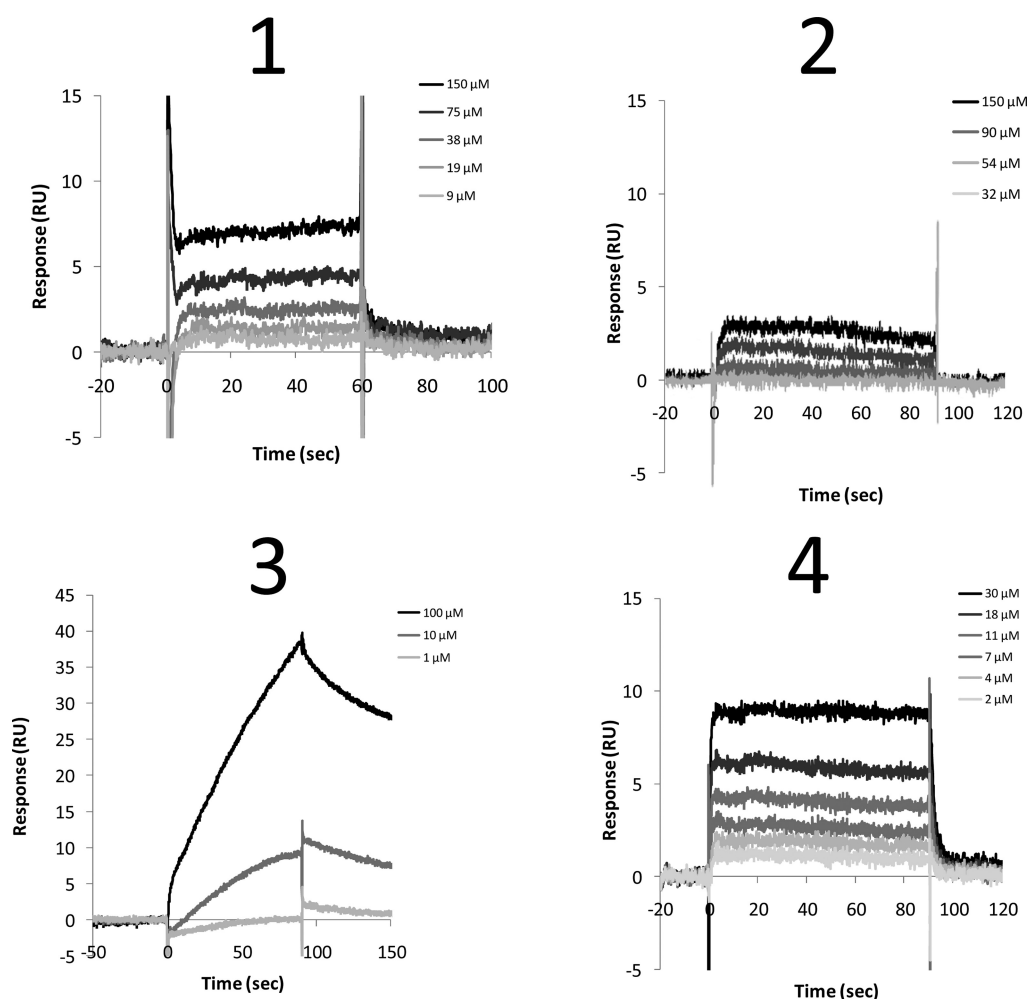 1
150 μM
75 μM
38 μM
19 μM
9 μM
15
10
5
0
-5
-20 0 20 40 60 80 100
Response (RU)
Time (sec)
2
150 μM
90 μM
54 μM
32 μM
15
10
5
0
-5
-20 0 20 40 60 80 100 120
Response (RU)
Time (sec)
3
100 μM
10 μM
1 μM
45
40
35
30
25
20
15
10
5
0
-5
-50 0 50 100 150
Response (RU)
Time (sec)
4
30 μM
18 μM
11 μM
7 μM
4 μM
2 μM
15
10
5
0
-5
-20 0 20 40 60 80 100 120
Response (RU)
Time (sec)